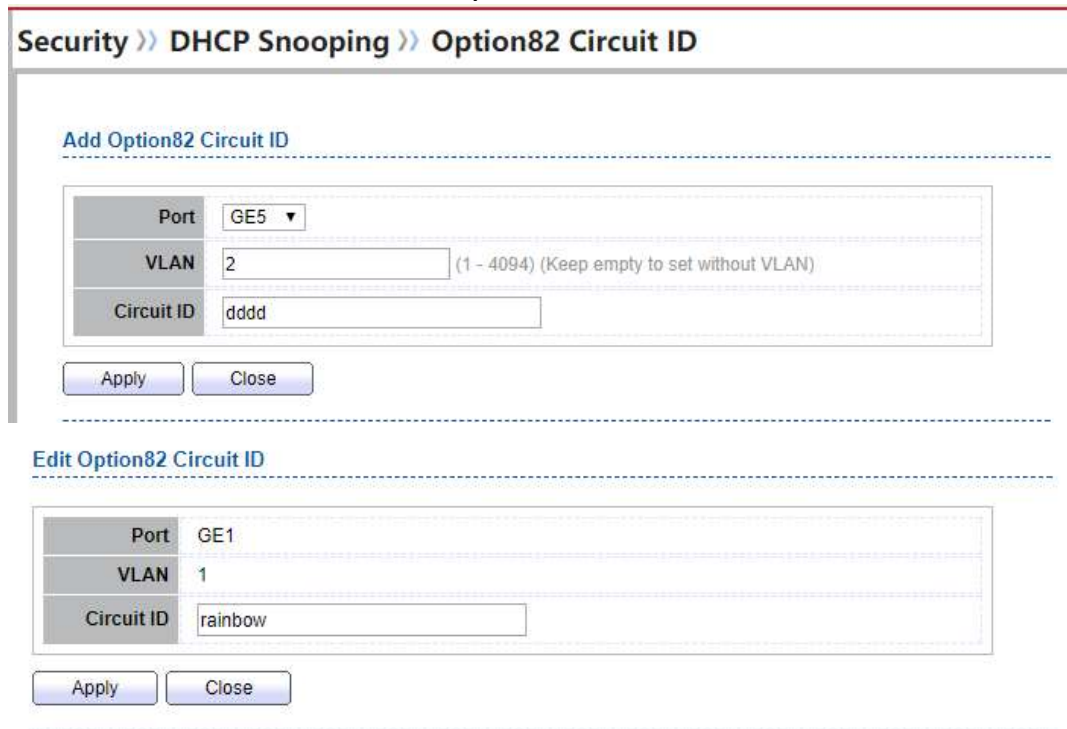 Security 》 DHCP Snooping 》 Option82 Circuit ID
Add Option82 Circuit ID
Port GE5 ▼
VLAN 2 (1 - 4094) (Keep empty to set without VLAN)
Circuit ID dddd
Apply Close
Edit Option82 Circuit ID
Port GE1
VLAN 1
Circuit ID rainbow
Apply Close